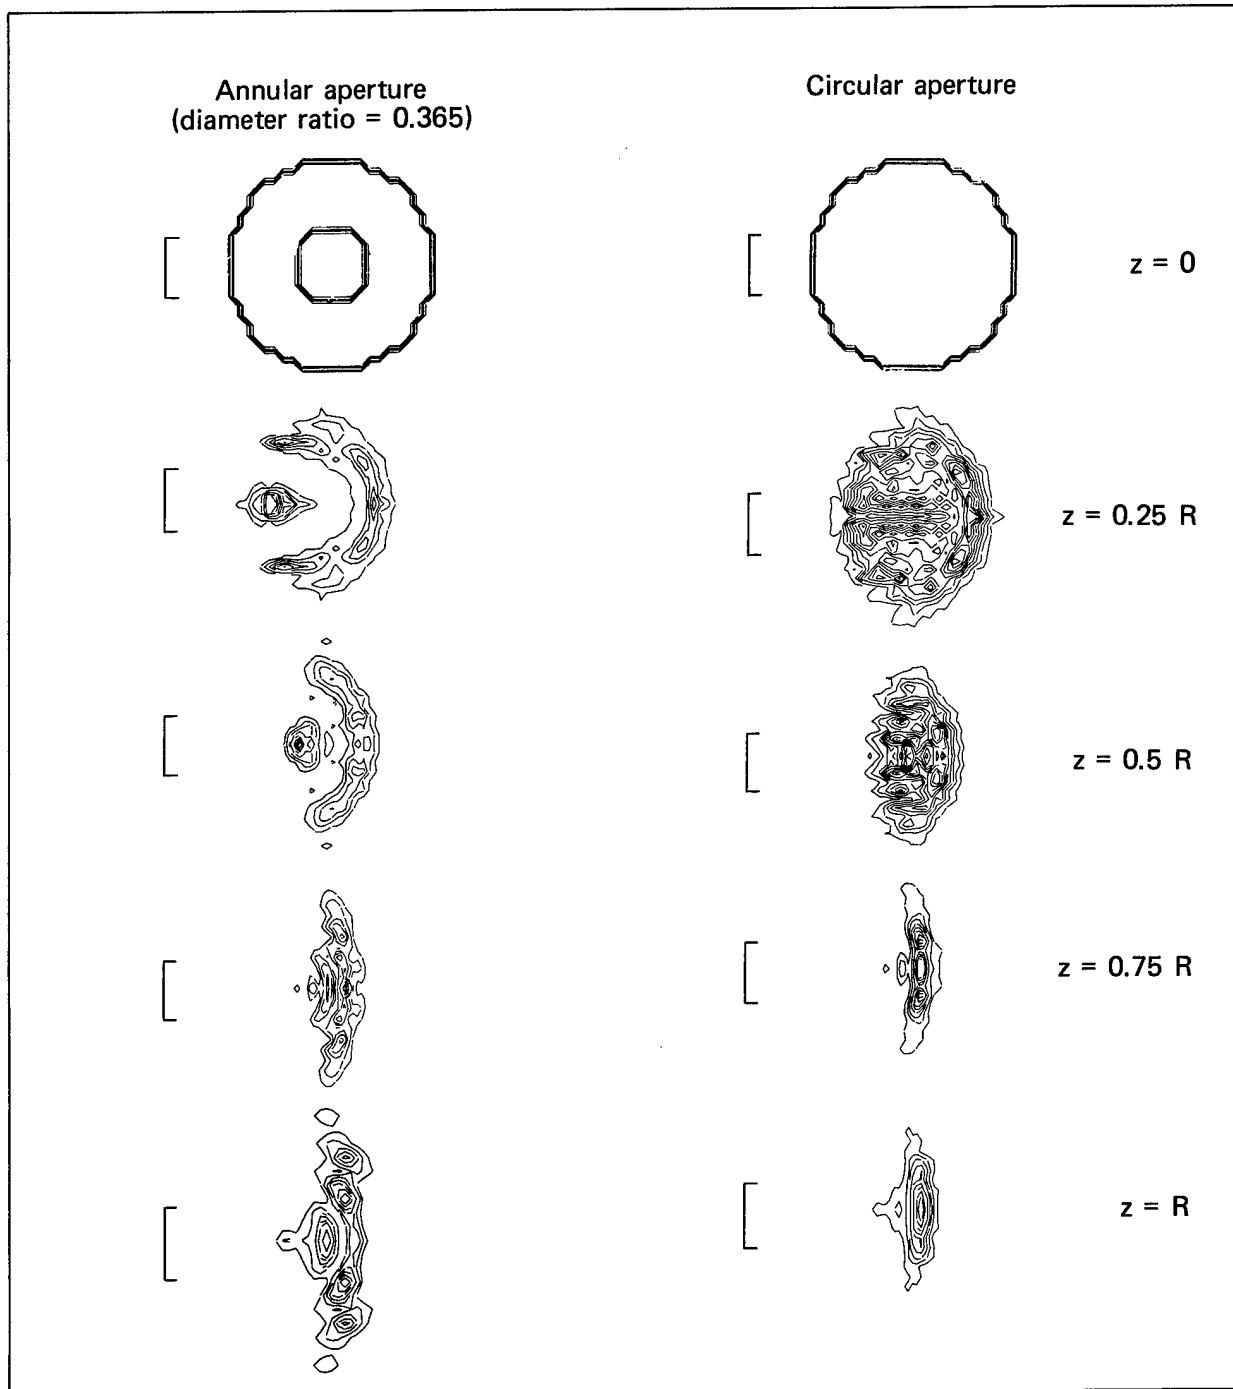 Annular aperture
(diameter ratio = 0.365)
Circular aperture
z = 0
z = 0.25 R
z = 0.5 R
z = 0.75 R
z = R